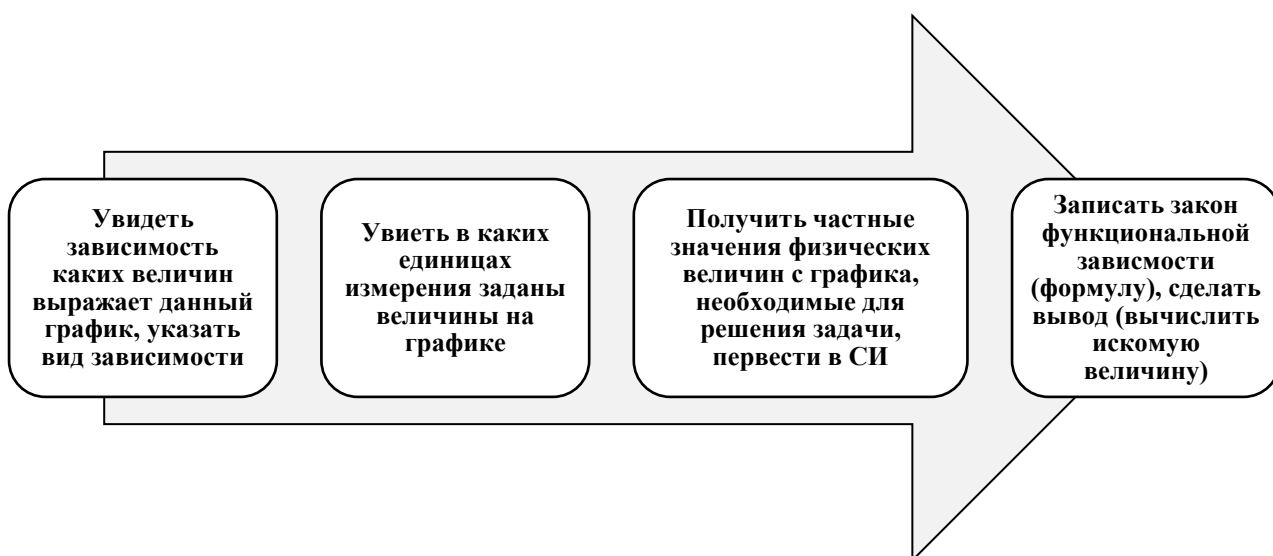 Увидеть
зависимость
каких величин
выражает данный
график, указать
вид зависимости
Увиеть в каких
единицах
измерения заданы
величины на
графике
Получить частные
значения физических
величин с графика,
необходимые для
решения задачи,
первести в СИ
Записать закон
функциональной
зависмости
(формулу), сделать
вывод (вычислить
искомую
величину)